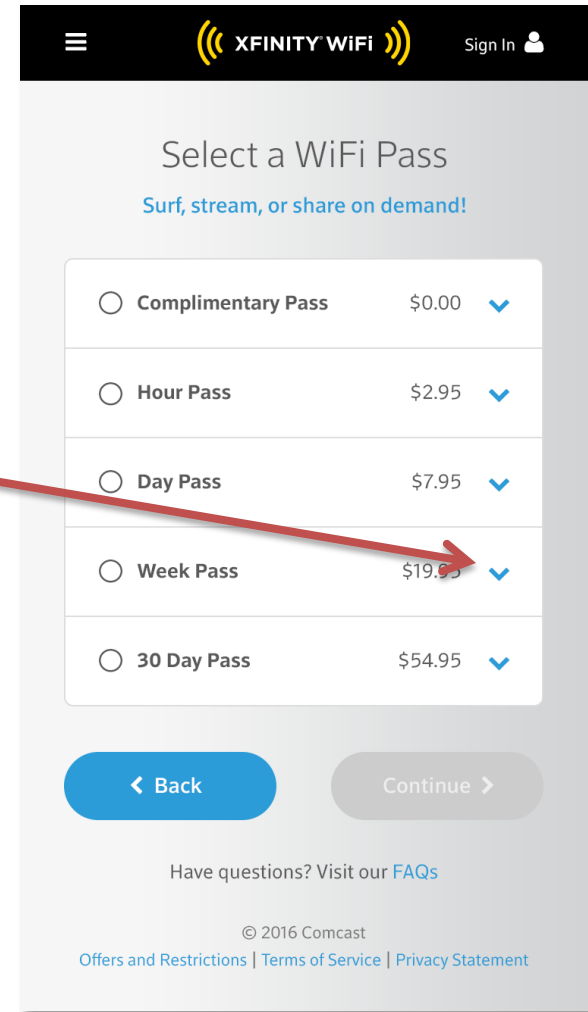 XFINITY WiFi
Sign In
Select a WiFi Pass
Surf, stream, or share on demand!
Complimentary Pass $0.00
Hour Pass $2.95
Day Pass $7.95
Week Pass $19.95
30 Day Pass $54.95
Back
Continue
Have questions? Visit our FAQs
© 2016 Comcast
Offers and Restrictions | Terms of Service | Privacy Statement